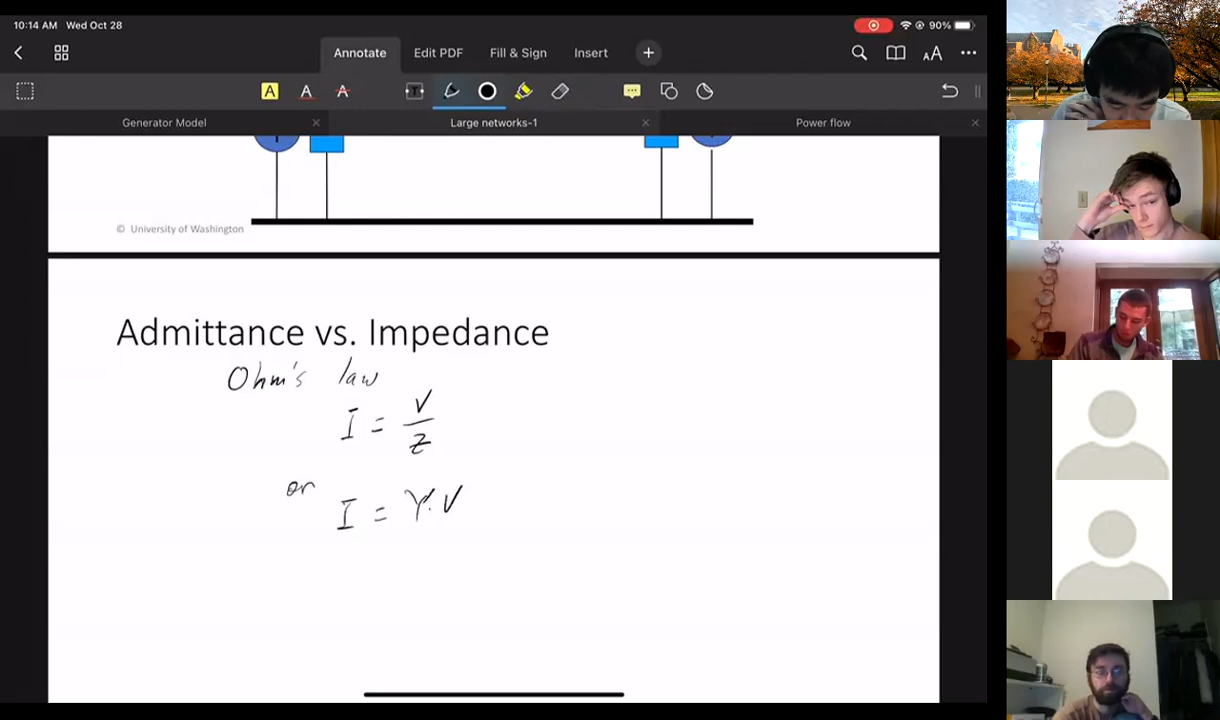 10:14 AM Wed Oct 28
90%
Annotate Edit PDF Fill & Sign Insert
A A A T AA
Generator Model Large networks-1 Power flow
© University of Washington
Admittance vs. Impedance
Ohm's law
I = V/Z
or
I = Y·V